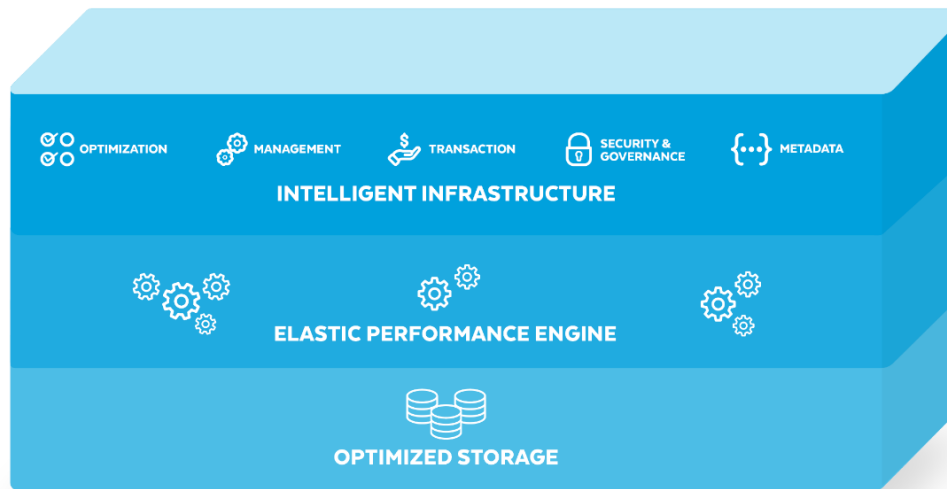 OPTIMIZATION
MANAGEMENT
$
TRANSACTION
SECURITY &
GOVERNANCE
{•••}
METADATA
INTELLIGENT INFRASTRUCTURE
ELASTIC PERFORMANCE ENGINE
OPTIMIZED STORAGE